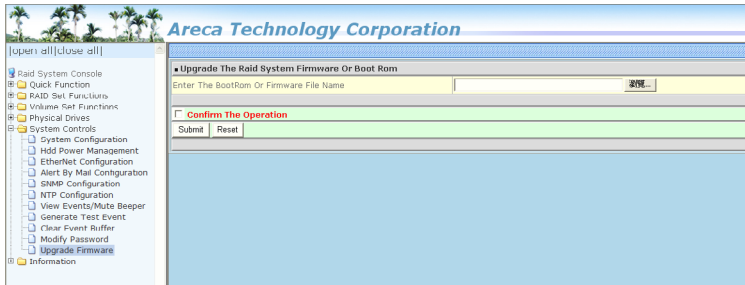 Areca Technology Corporation
|open all|close all|
Raid System Console
Quick Function
RAID Set Functions
Volume Set Functions
Physical Drives
System Controls
System Configuration
Hdd Power Management
EtherNet Configuration
Alert By Mail Configuration
SNMP Configuration
NTP Configuration
View Events/Mute Beeper
Generate Test Event
Clear Event Buffer
Modify Password
Upgrade Firmware
Information
Upgrade The Raid System Firmware Or Boot Rom
Enter The BootRom Or Firmware File Name
瀏覽...
Confirm The Operation
Submit Reset